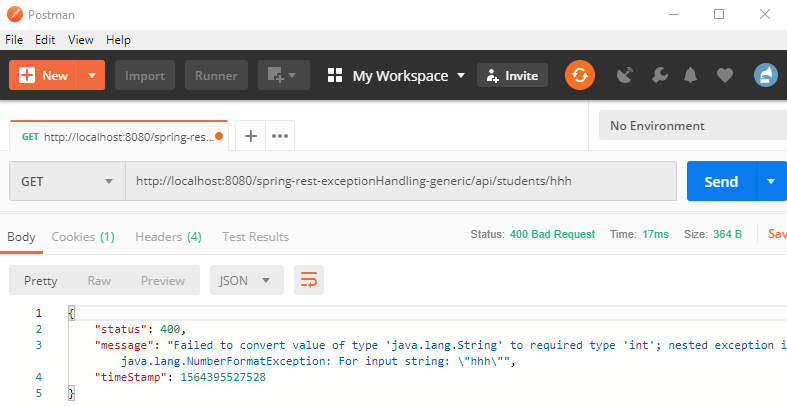 Postman
File Edit View Help
New Import Runner My Workspace Invite
GET http://localhost:8080/spring-res... + ••• No Environment
GET http://localhost:8080/spring-rest-exceptionHandling-generic/api/students/hhh Send
Body Cookies (1) Headers (4) Test Results Status: 400 Bad Request Time: 17ms Size: 364 B Sav
Pretty Raw Preview JSON
1 {
2 "status": 400,
3 "message": "Failed to convert value of type 'java.lang.String' to required type 'int'; nested exception i
java.lang.NumberFormatException: For input string: \"hhh\"",
4 "timeStamp": 1564395527528
5 }